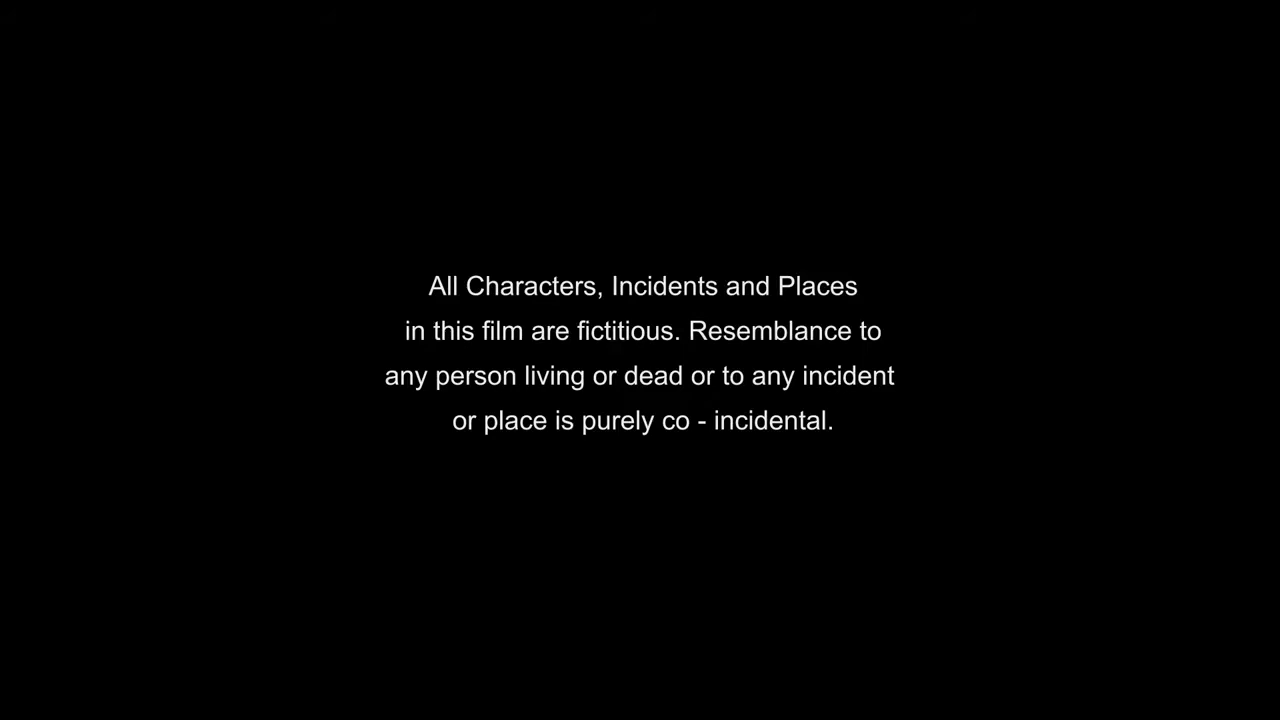 All Characters, Incidents and Places
in this film are fictitious. Resemblance to
any person living or dead or to any incident
or place is purely co - incidental.